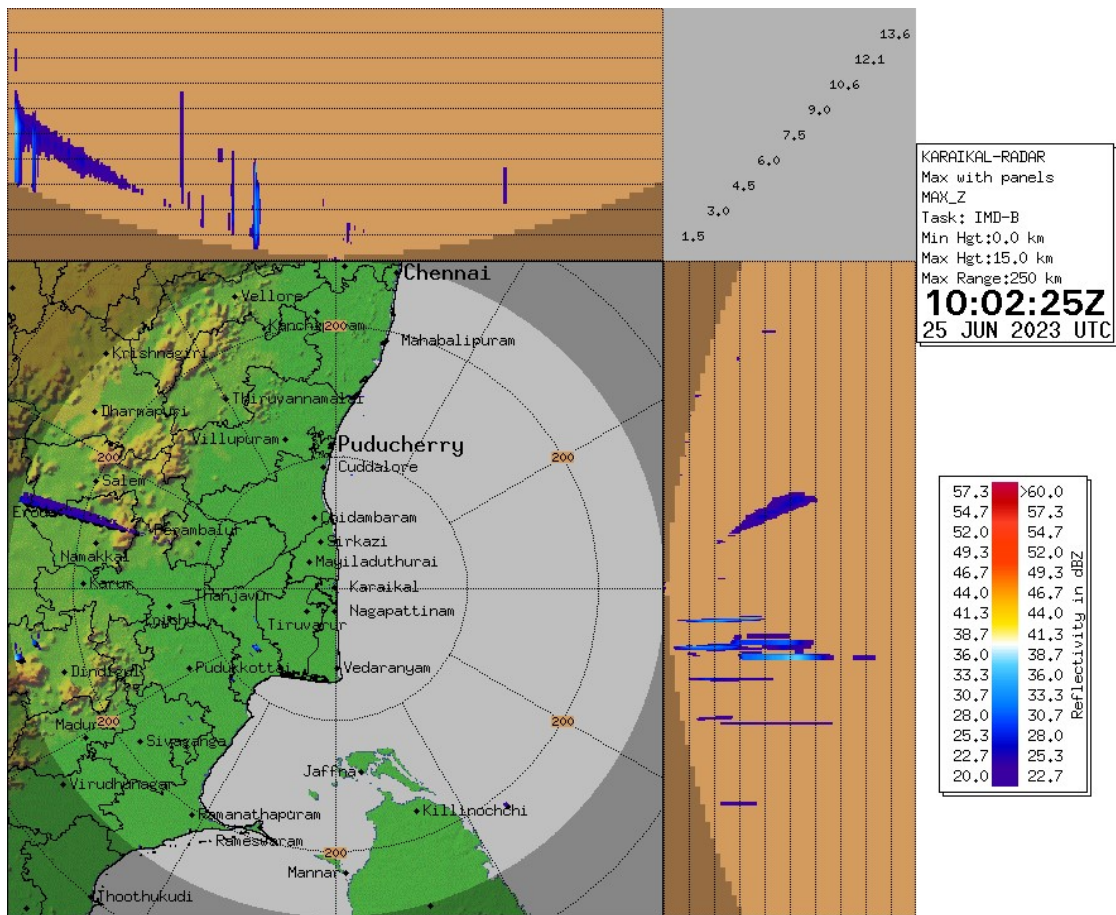 13.6
12.1
10.6
9.0
7.5
6.0
4.5
3.0
1.5
KARAIKAL-RADAR
Max with panels
MAX_Z
Task: IMD-B
Min Hgt:0.0 km
Max Hgt:15.0 km
Max Range:250 km
10:02:25Z
25 JUN 2023 UTC
Chennai
Vellore
200
Mahabalipuram
Krishnagiri
Thiruvannamalai
Dharmapuri
Villupuram
Puducherry
200
200
Cuddalore
Salem
Chidambaram
Perambalur
Sirkazi
Namakkal
Mayiladuthurai
Karur
Karaikal
Thanjavur
Nagapattinam
Tiruvarur
Dindigul
Pudukkottai
Vedaranyam
200
200
Sivaganga
Jaffna
Virudhunagar
Killinochchi
Ramanathapuram
Rameswaram
200
Mannar
Thoothukudi
57.3 >60.0
54.7 57.3
52.0 54.7
49.3 52.0
46.7 49.3
44.0 46.7
41.3 44.0
38.7 41.3
36.0 38.7
33.3 36.0
30.7 33.3
28.0 30.7
25.3 28.0
22.7 25.3
20.0 22.7
Reflectivity in dBZ